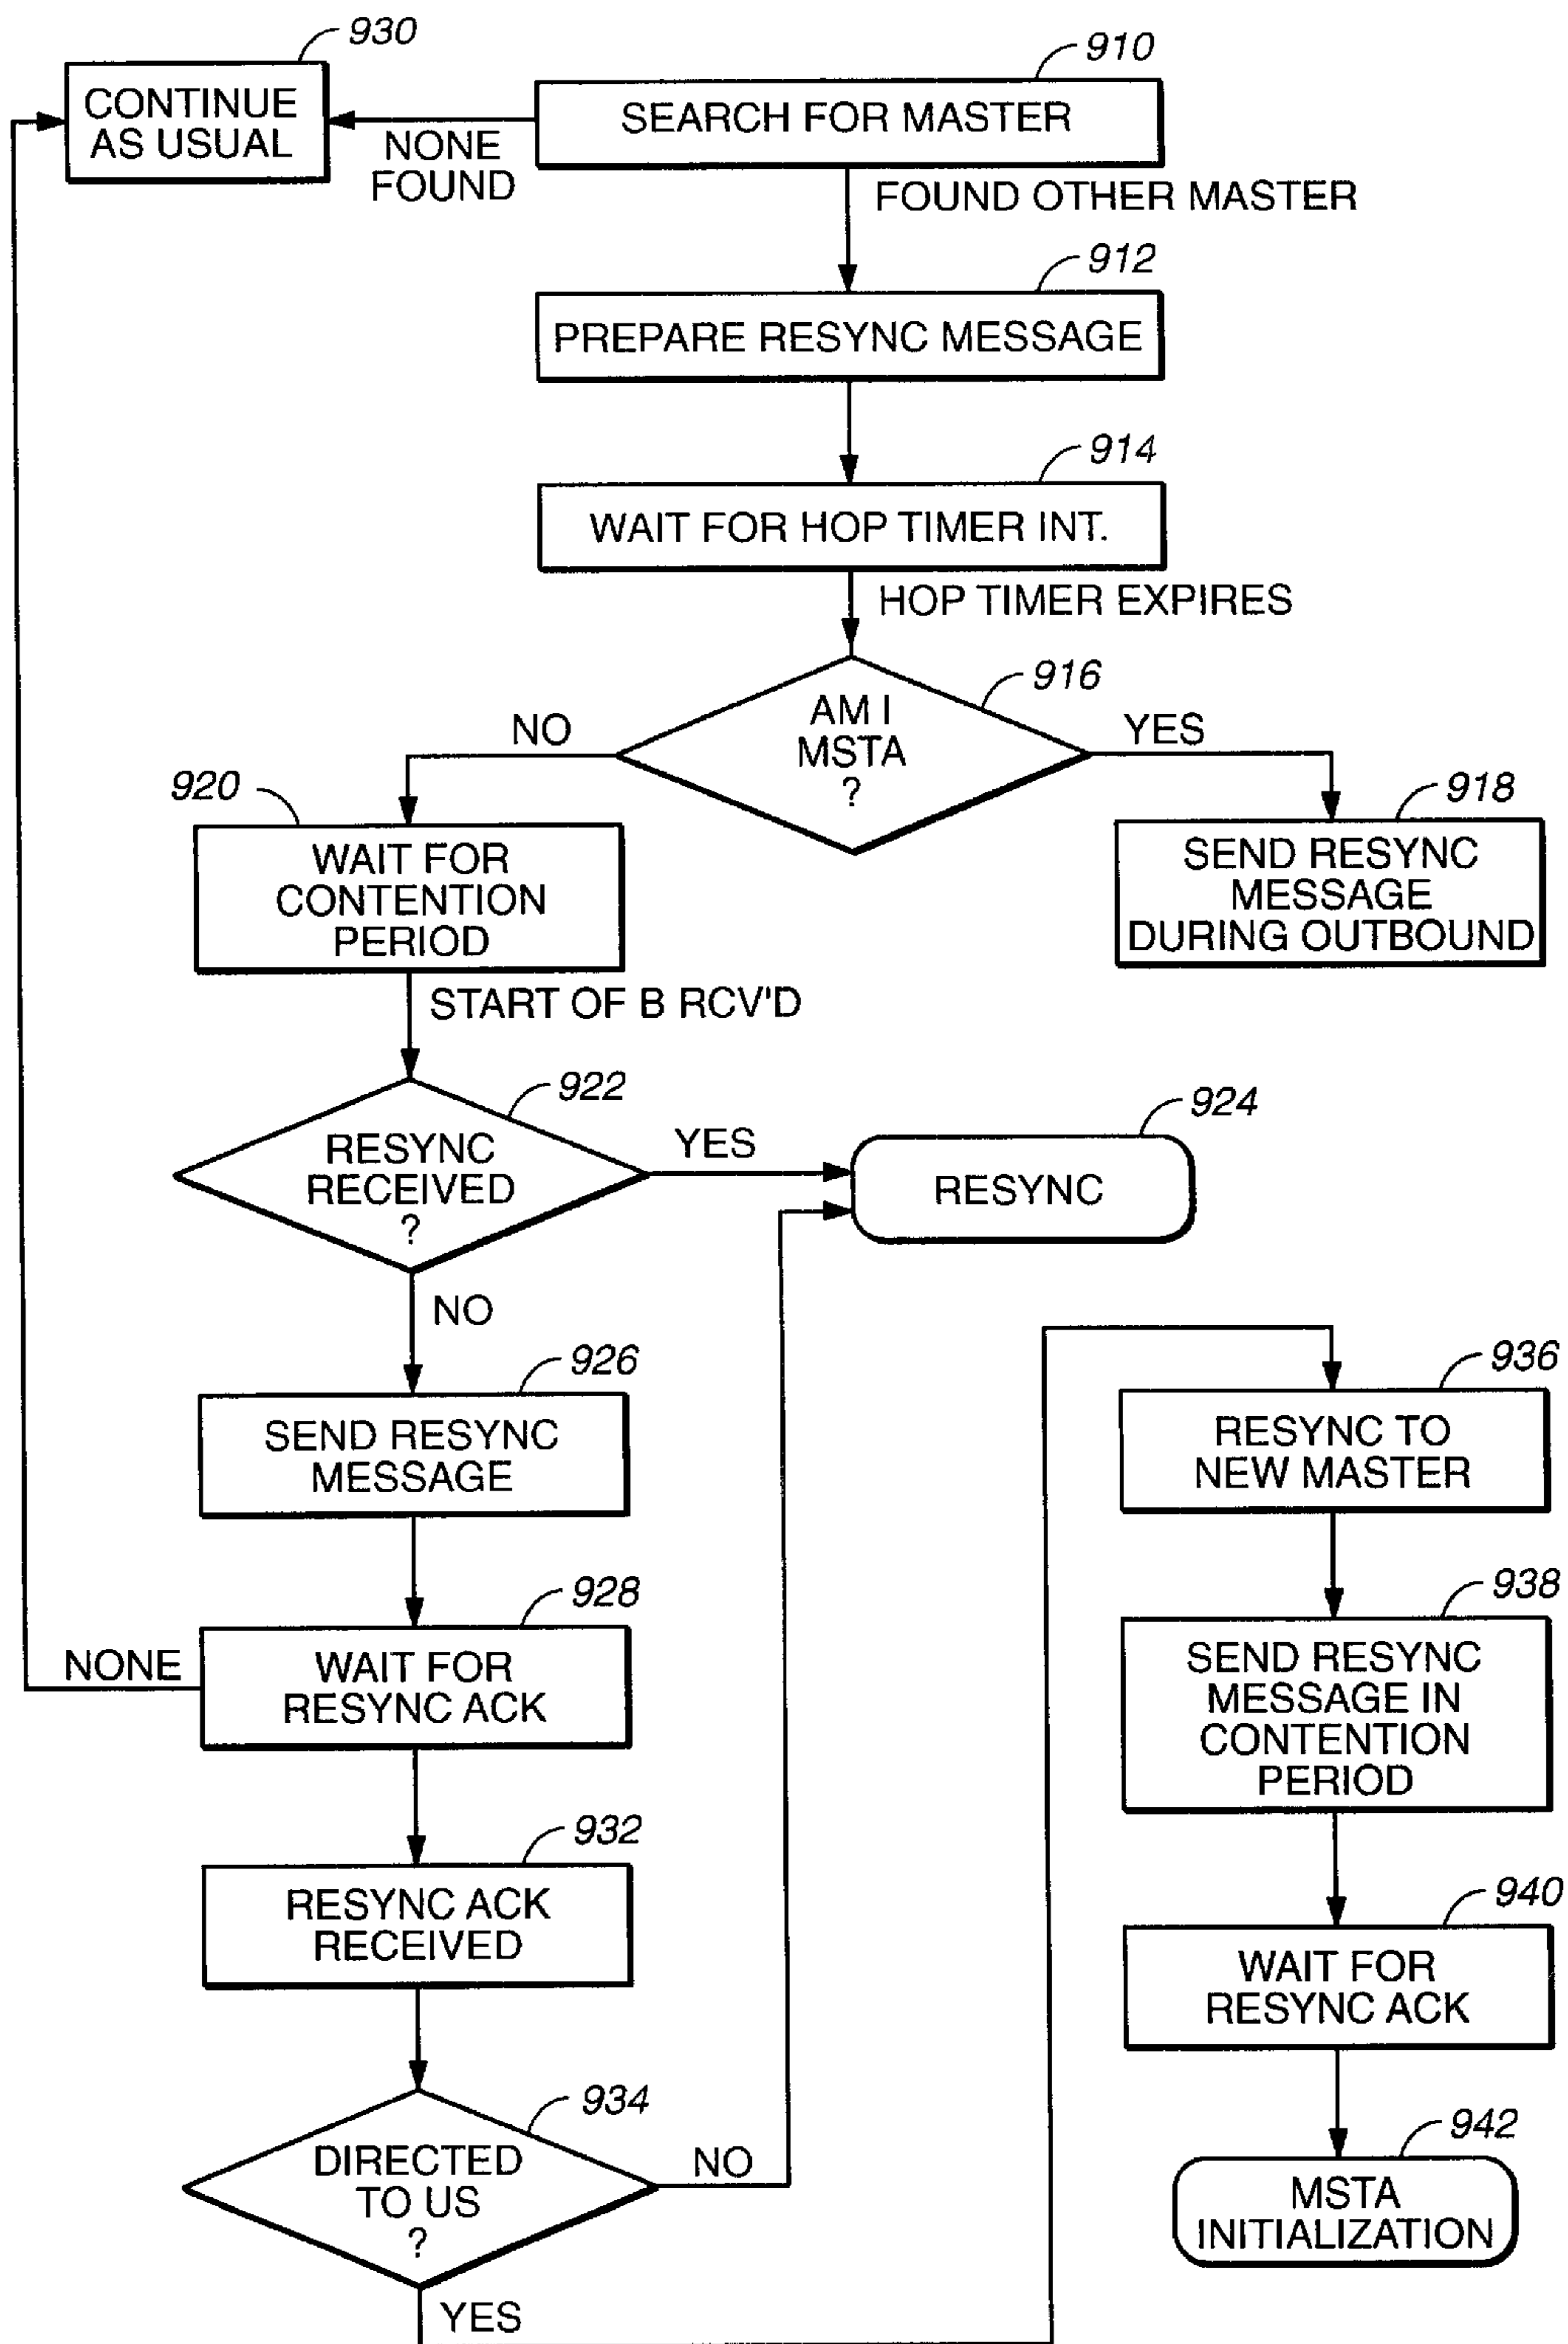 930
CONTINUE
AS USUAL
910
SEARCH FOR MASTER
NONE
FOUND
FOUND OTHER MASTER
912
PREPARE RESYNC MESSAGE
914
WAIT FOR HOP TIMER INT.
HOP TIMER EXPIRES
916
AM I
MSTA
?
NO
YES
920
WAIT FOR
CONTENTION
PERIOD
918
SEND RESYNC
MESSAGE
DURING OUTBOUND
START OF B RCV'D
922
RESYNC
RECEIVED
?
YES
924
RESYNC
NO
926
SEND RESYNC
MESSAGE
928
WAIT FOR
RESYNC ACK
NONE
932
RESYNC ACK
RECEIVED
934
DIRECTED
TO US
?
NO
YES
936
RESYNC TO
NEW MASTER
938
SEND RESYNC
MESSAGE IN
CONTENTION
PERIOD
940
WAIT FOR
RESYNC ACK
942
MSTA
INITIALIZATION